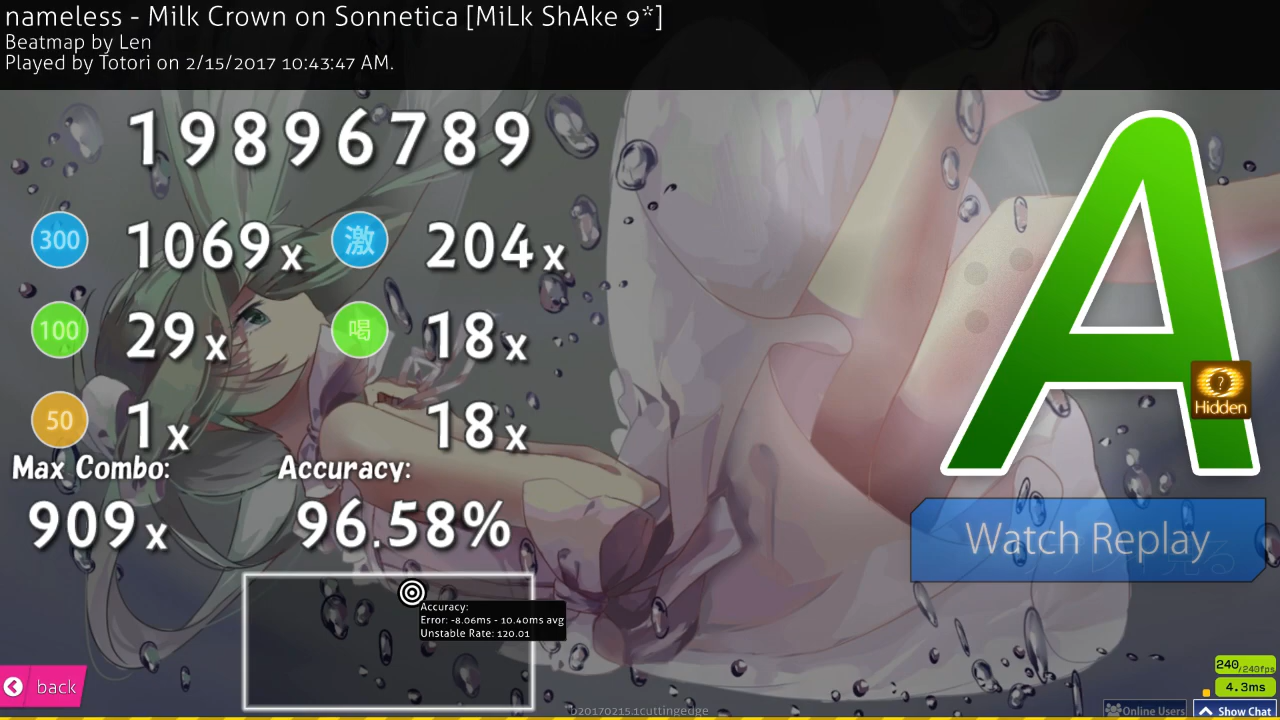 nameless - Milk Crown on Sonnetica [MiLk ShAke 9*]
Beatmap by Len
Played by Totori on 2/15/2017 10:43:47 AM.
19896789
300 1069x 激 204x
100 29x 喝 18x
50 1x 18x
Max Combo: Accuracy:
909x 96.58%
A
Hidden
Watch Replay
Accuracy:
Error: -8.06ms - 10.40ms avg
Unstable Rate: 120.01
back
240/240fps
4.3ms
b20170215.1cuttingedge
Online Users
Show Chat